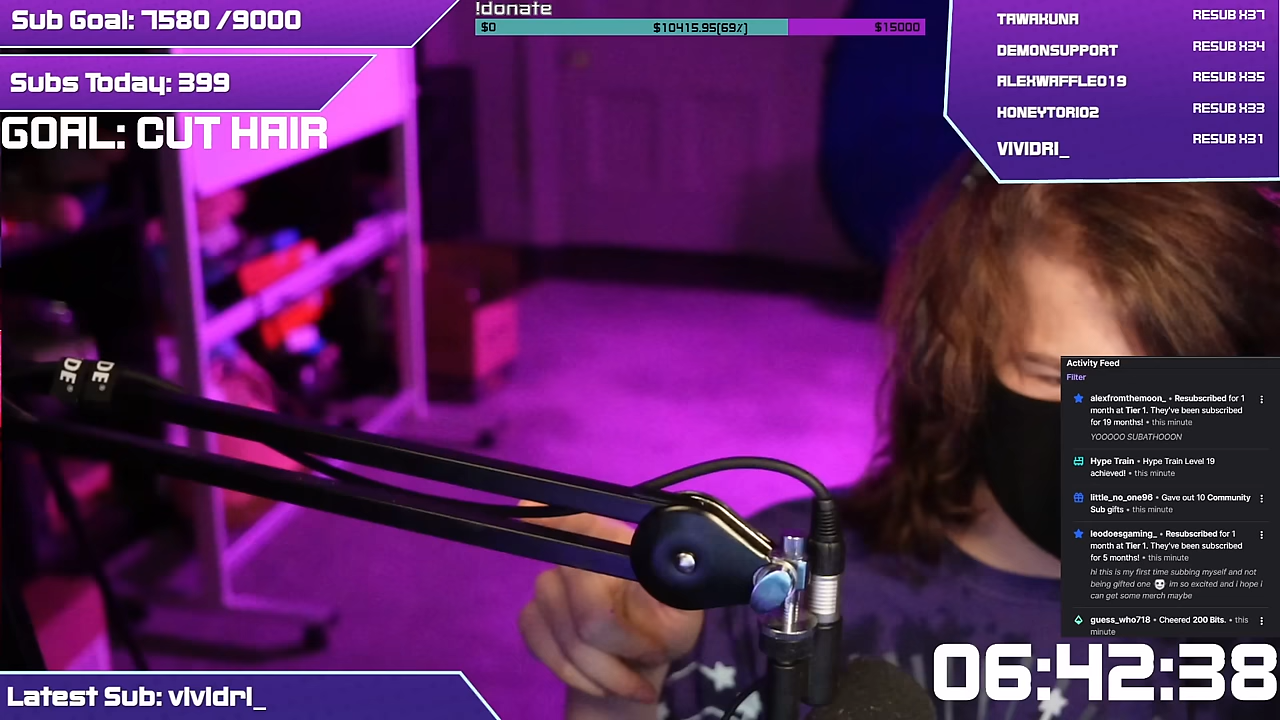 Sub Goal: 7580 /9000
Subs Today: 399
GOAL: CUT HAIR
!donate
$0 $10415.95(69%) $15000
TAWAKUNA RESUB X37
DEMONSUPPORT RESUB X34
ALEXWAFFLE019 RESUB X35
HONEYTORI02 RESUB X33
VIVIDRI_ RESUB X31
DE®
DE®
Activity Feed
Filter
alexfromthemoon_ • Resubscribed for 1
month at Tier 1. They've been subscribed
for 19 months! • this minute
YOOOOO SUBATHOOON
Hype Train • Hype Train Level 19
achieved! • this minute
little_no_one96 • Gave out 10 Community
Sub gifts • this minute
leodoesgaming_ • Resubscribed for 1
month at Tier 1. They've been subscribed
for 5 months! • this minute
hi this is my first time subbing myself and not
being gifted one im so excited and i hope i
can get some merch maybe
guess_who718 • Cheered 200 Bits. • this
minute
06:42:38
Latest Sub: vividri_